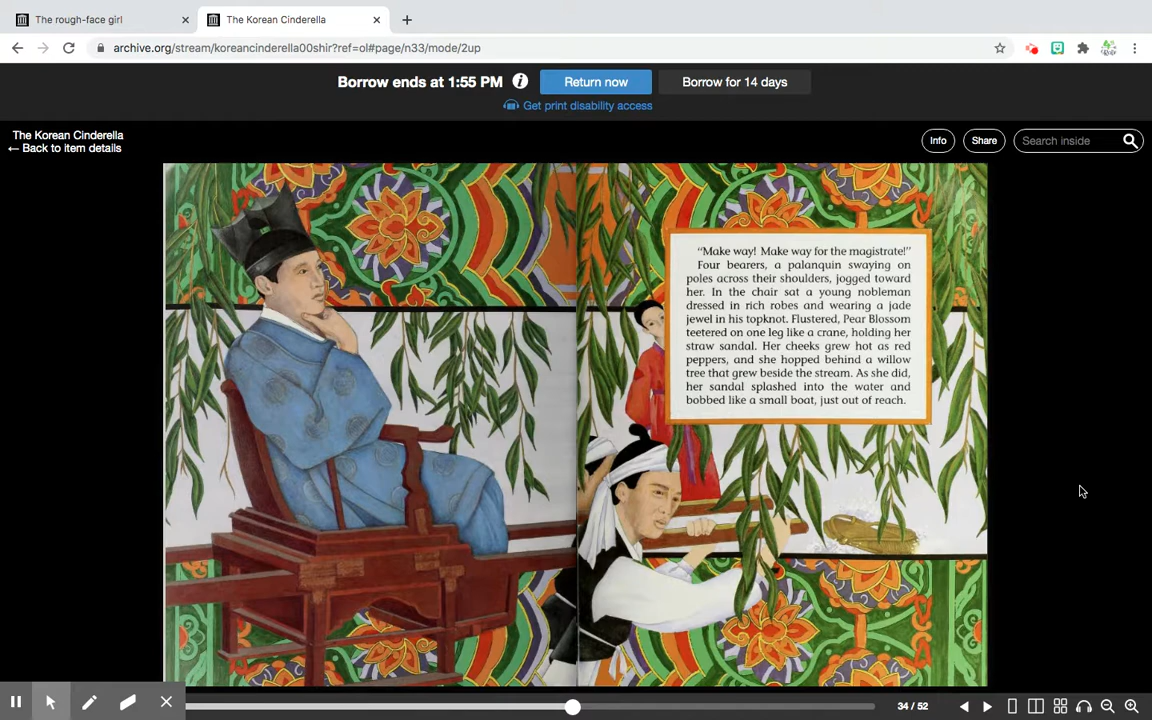 The rough-face girl
The Korean Cinderella
archive.org/stream/koreancinderella00shir?ref=ol#page/n33/mode/2up
Borrow ends at 1:55 PM
Return now
Borrow for 14 days
Get print disability access
The Korean Cinderella
← Back to item details
Info
Share
Search inside
“Make way! Make way for the magistrate!”
Four bearers, a palanquin swaying on
poles across their shoulders, jogged toward
her. In the chair sat a young nobleman
dressed in rich robes and wearing a jade
jewel in his topknot. Flustered, Pear Blossom
teetered on one leg like a crane, holding her
straw sandal. Her cheeks grew hot as red
peppers, and she hopped behind a willow
tree that grew beside the stream. As she did,
her sandal splashed into the water and
bobbed like a small boat, just out of reach.
34 / 52